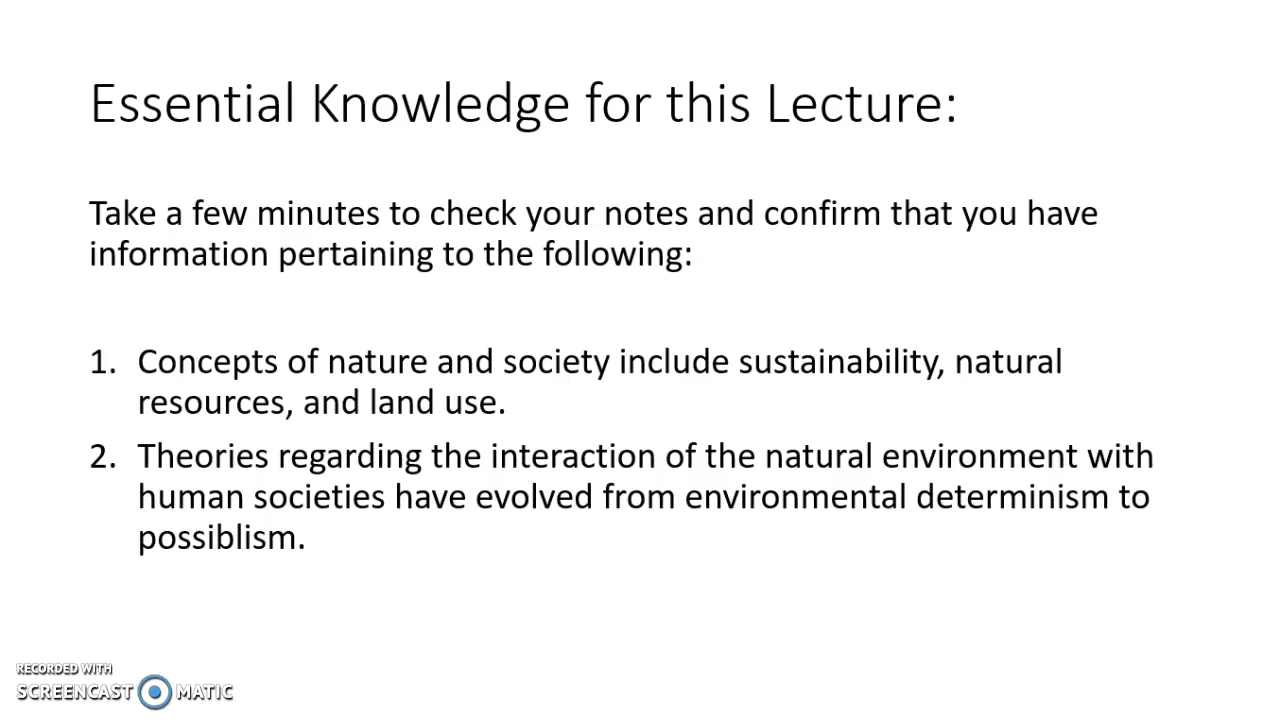 Essential Knowledge for this Lecture:
Take a few minutes to check your notes and confirm that you have
information pertaining to the following:
1. Concepts of nature and society include sustainability, natural
resources, and land use.
2. Theories regarding the interaction of the natural environment with
human societies have evolved from environmental determinism to
possiblism.
RECORDED WITH
SCREENCAST MATIC